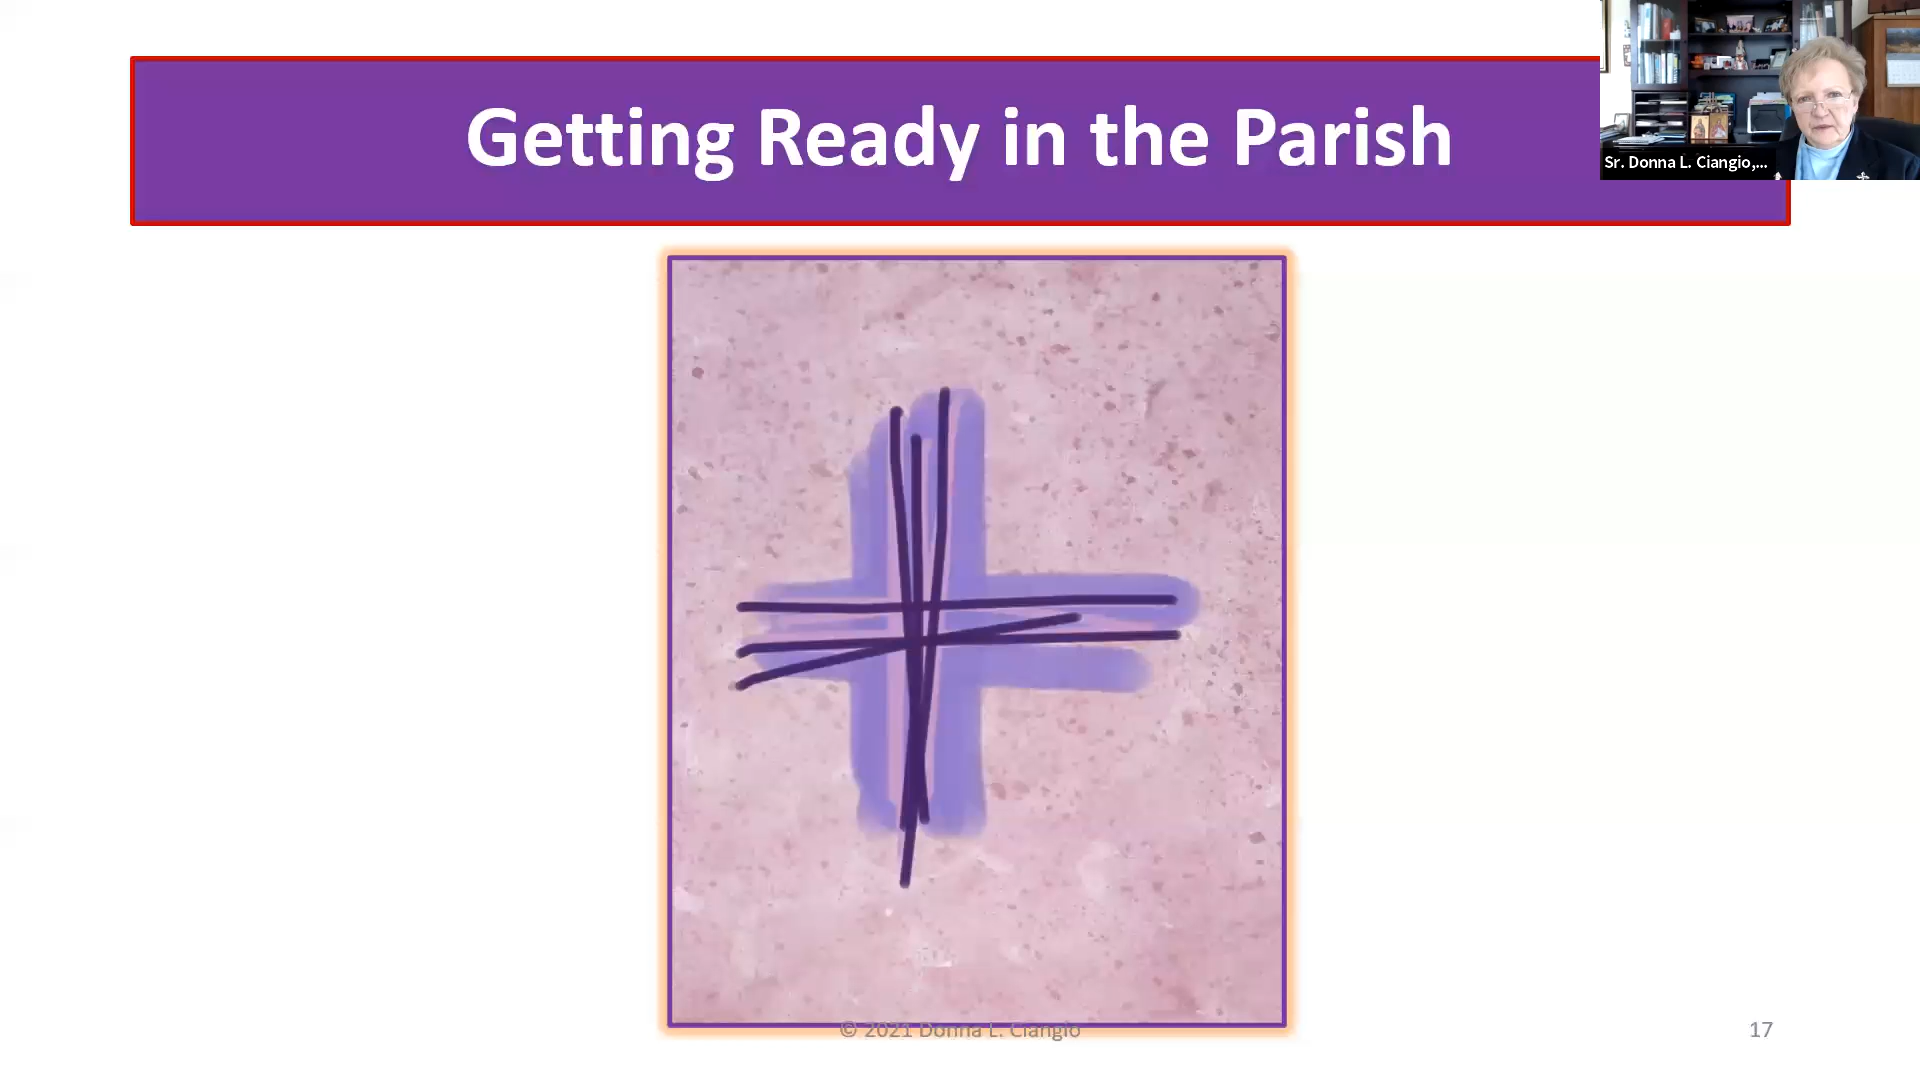 Getting Ready in the Parish
Sr. Donna L. Ciangio,...
© 2021 Donna L. Ciangio
17